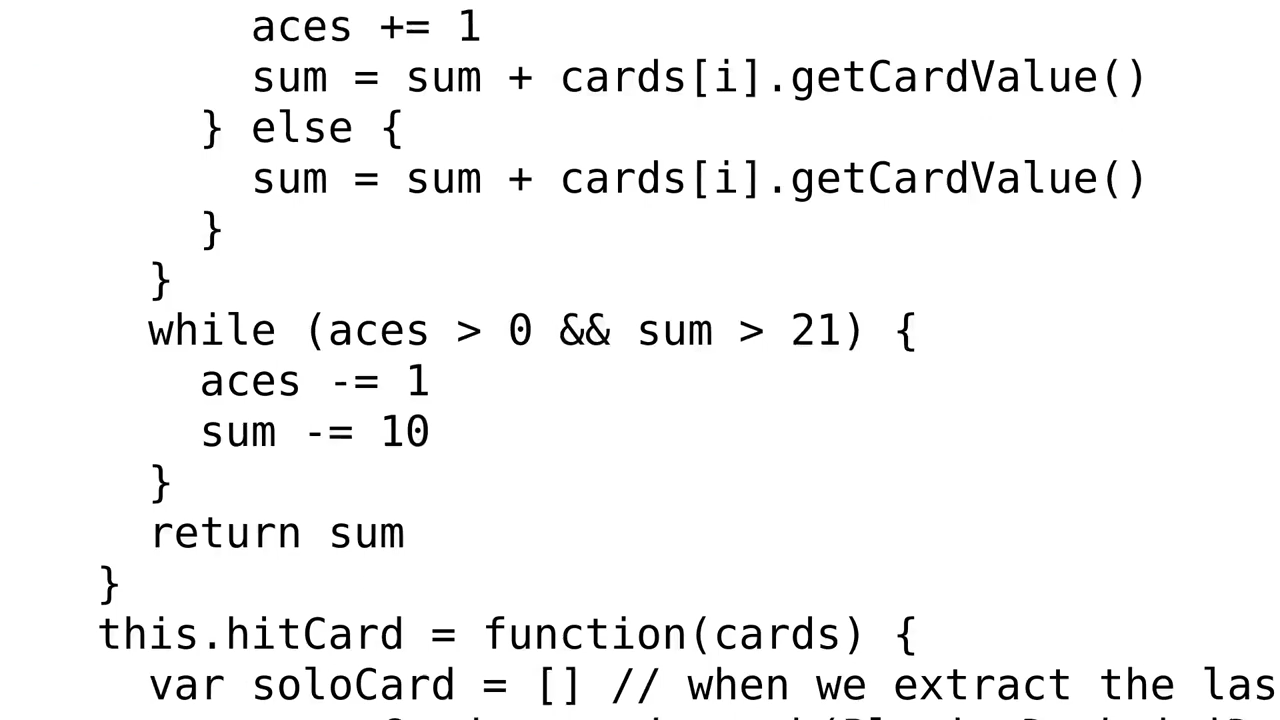 aces += 1
sum = sum + cards[i].getCardValue()
} else {
sum = sum + cards[i].getCardValue()
}
}
while (aces > 0 && sum > 21) {
aces -= 1
sum -= 10
}
return sum
}
this.hitCard = function(cards) {
var soloCard = [] // when we extract the las